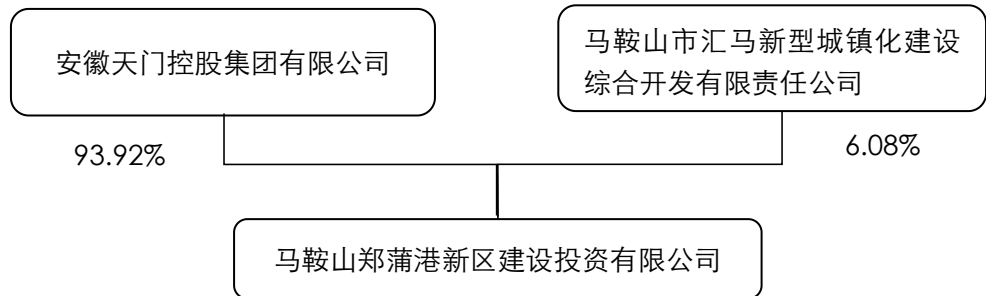 安徽天门控股集团有限公司
马鞍山市汇马新型城镇化建设
综合开发有限责任公司
93.92%
6.08%
马鞍山郑蒲港新区建设投资有限公司